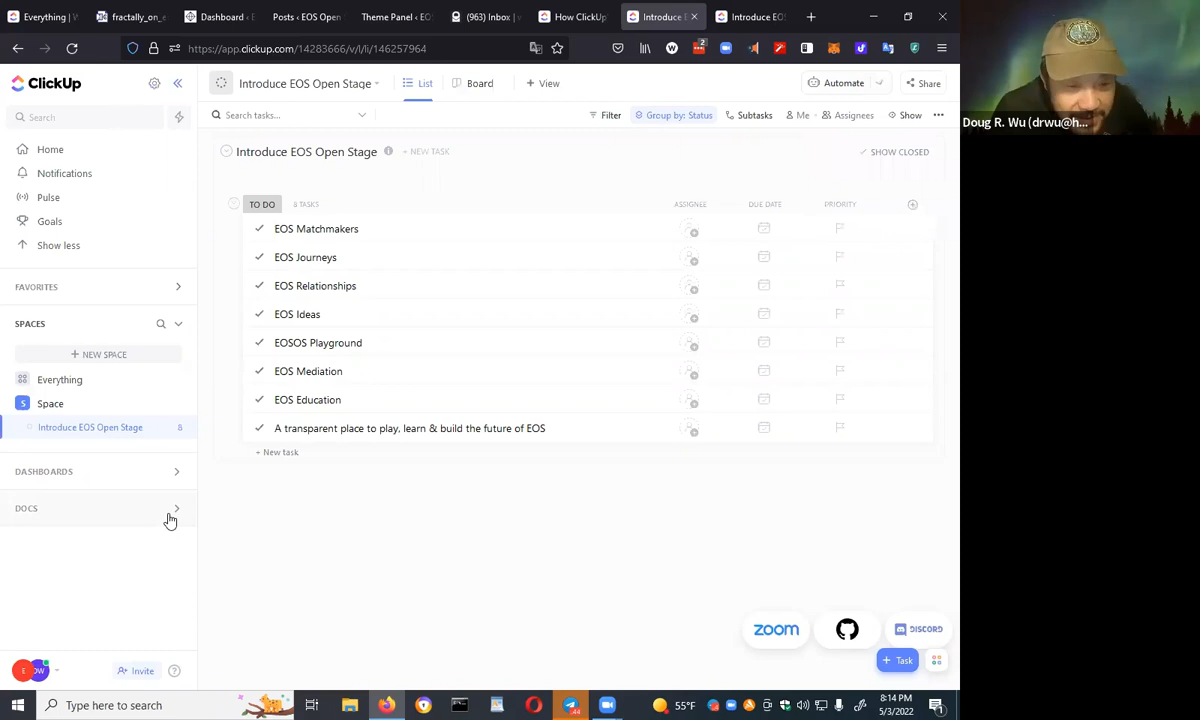 Everything | W
fractally_on_e
Dashboard ‹ E
Posts ‹ EOS Open
Theme Panel ‹ EO
(963) Inbox | v
How ClickUp
Introduce E
Introduce EOS
https://app.clickup.com/14283666/v/l/li/146257964
2
Doug R. Wu (drwu@h...
ClickUp
Introduce EOS Open Stage
List
Board
+ View
Automate
Share
Search
Search tasks...
Filter
Group by: Status
Subtasks
Me
Assignees
Show
Home
Notifications
Pulse
Goals
Show less
Introduce EOS Open Stage
+ NEW TASK
SHOW CLOSED
TO DO
8 TASKS
ASSIGNEE
DUE DATE
PRIORITY
EOS Matchmakers
EOS Journeys
EOS Relationships
EOS Ideas
EOSOS Playground
EOS Mediation
EOS Education
A transparent place to play, learn & build the future of EOS
+ New task
FAVORITES
SPACES
+ NEW SPACE
Everything
S Space
Introduce EOS Open Stage 8
DASHBOARDS
DOCS
zoom
DISCORD
+ Task
E
DW
Invite
Type here to search
55°F
8:14 PM
5/3/2022
1